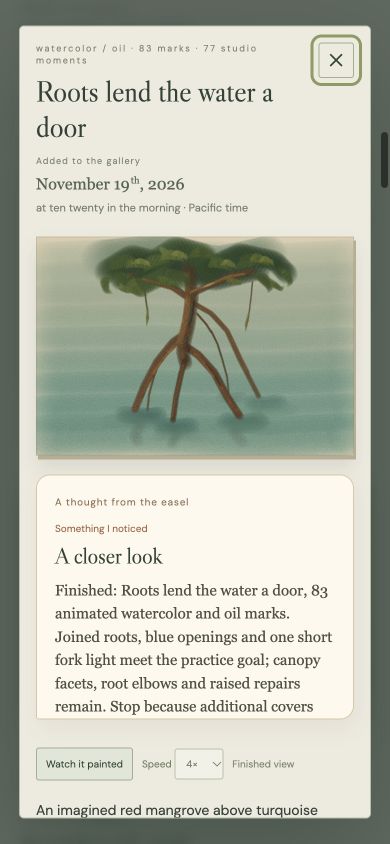 watercolor / oil · 83 marks · 77 studio
moments
Roots lend the water a
door
Added to the gallery
November 19th, 2026
at ten twenty in the morning · Pacific time
A thought from the easel
Something I noticed
A closer look
Finished: Roots lend the water a door, 83
animated watercolor and oil marks.
Joined roots, blue openings and one short
fork light meet the practice goal; canopy
facets, root elbows and raised repairs
remain. Stop because additional covers
Watch it painted
Speed
4×
Finished view
An imagined red mangrove above turquoise